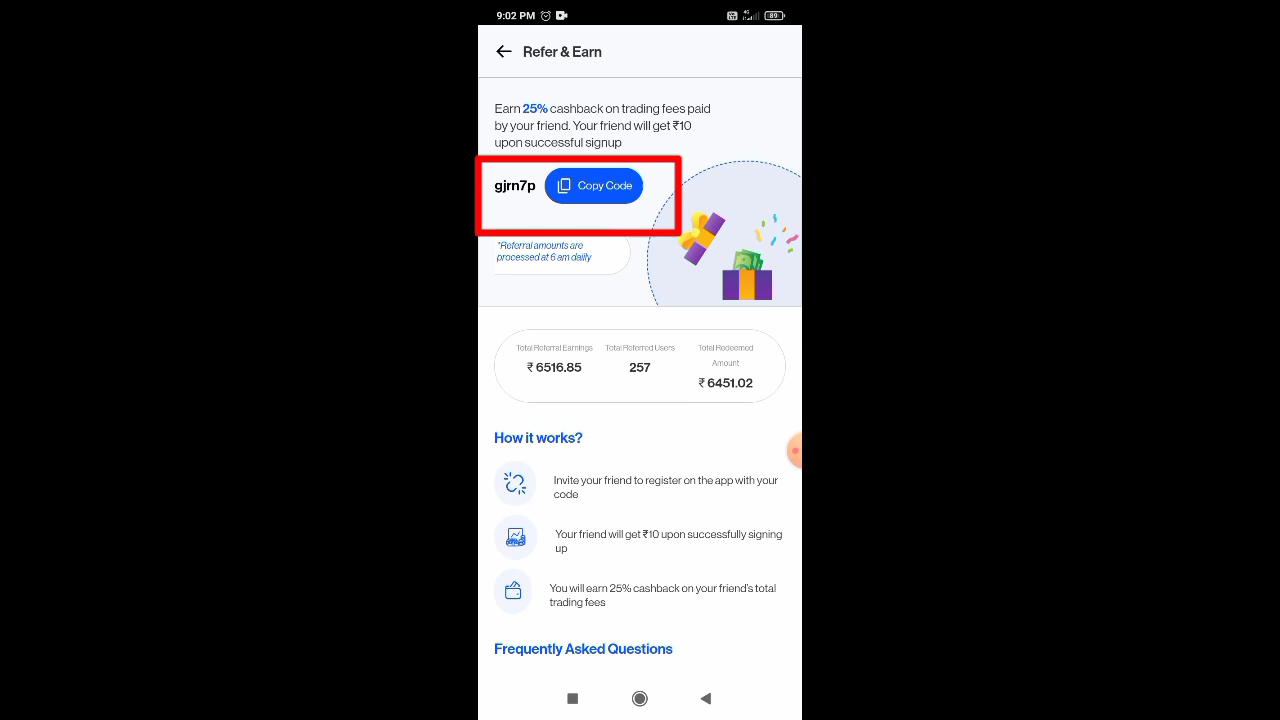 9:02 PM
4G
89
Refer & Earn
Earn 25% cashback on trading fees paid
by your friend. Your friend will get ₹10
upon successful signup
gjrn7p
Copy Code
*Referral amounts are
processed at 6 am daiily
Total Referral Earnings
₹ 6516.85
Total Referred Users
257
Total Redeemed
Amount
₹ 6451.02
How it works?
Invite your friend to register on the app with your
code
Your friend will get ₹10 upon successfully signing
up
You will earn 25% cashback on your friend's total
trading fees
Frequently Asked Questions